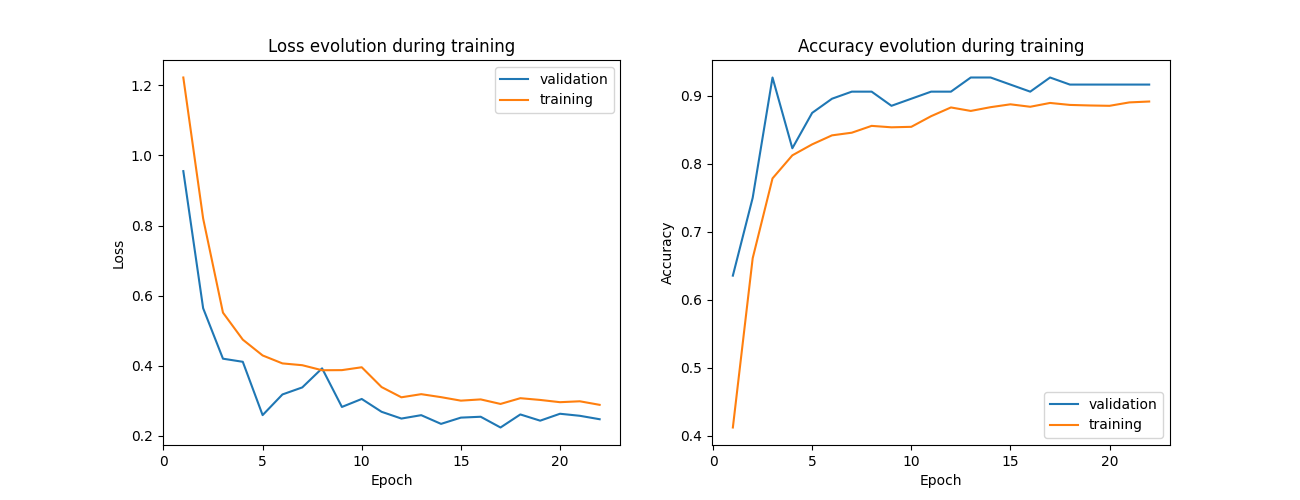 Loss evolution during training
1.2
1.0
0.8
0.6
0.4
0.2
Loss
0 5 10 15 20
Epoch
validation
training
Accuracy evolution during training
0.9
0.8
0.7
0.6
0.5
0.4
Accuracy
0 5 10 15 20
Epoch
validation
training